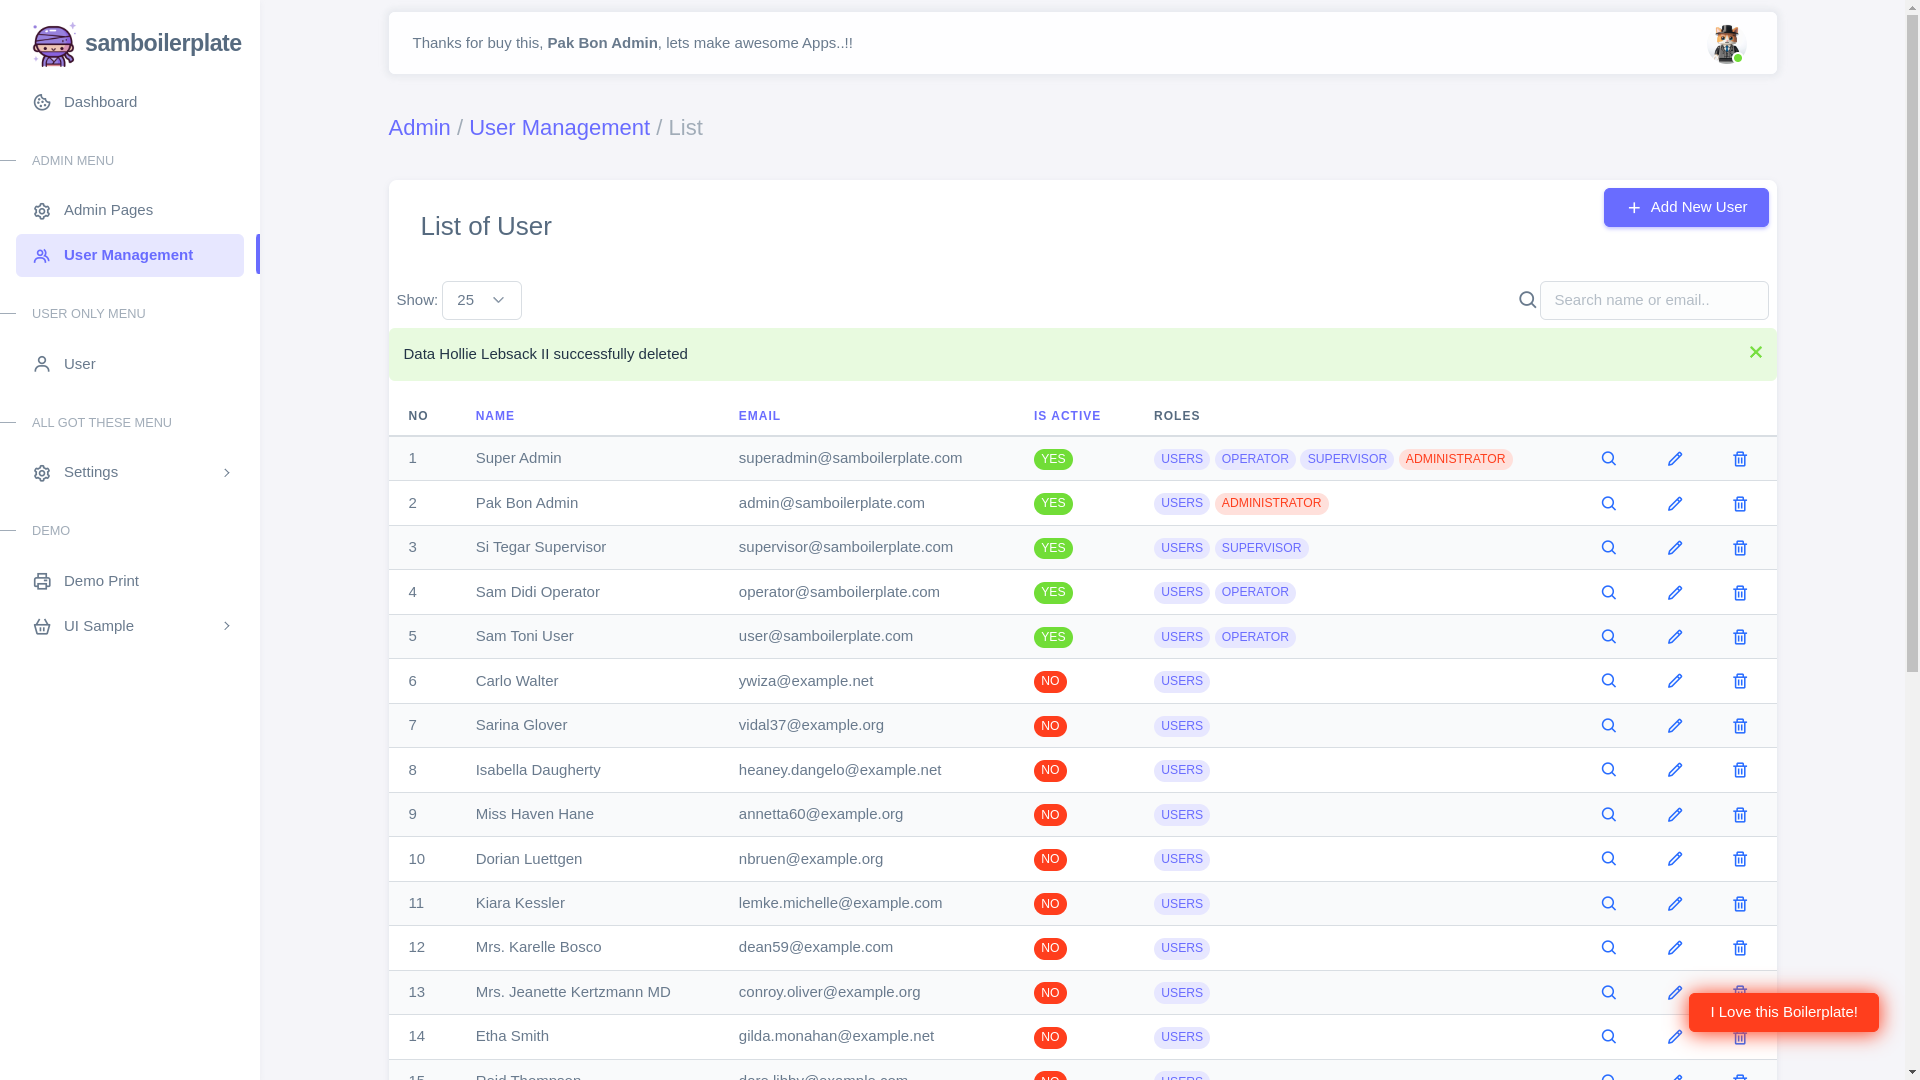 samboilerplate
Dashboard
ADMIN MENU
Admin Pages
User Management
USER ONLY MENU
User
ALL GOT THESE MENU
Settings
DEMO
Demo Print
UI Sample
Thanks for buy this, Pak Bon Admin, lets make awesome Apps..!!
Admin / User Management / List
List of User
Add New User
Show: 25
Search name or email..
Data Hollie Lebsack II successfully deleted
NO NAME EMAIL IS ACTIVE ROLES
1 Super Admin superadmin@samboilerplate.com YES USERS OPERATOR SUPERVISOR ADMINISTRATOR
2 Pak Bon Admin admin@samboilerplate.com YES USERS ADMINISTRATOR
3 Si Tegar Supervisor supervisor@samboilerplate.com YES USERS SUPERVISOR
4 Sam Didi Operator operator@samboilerplate.com YES USERS OPERATOR
5 Sam Toni User user@samboilerplate.com YES USERS OPERATOR
6 Carlo Walter ywiza@example.net NO USERS
7 Sarina Glover vidal37@example.org NO USERS
8 Isabella Daugherty heaney.dangelo@example.net NO USERS
9 Miss Haven Hane annetta60@example.org NO USERS
10 Dorian Luettgen nbruen@example.org NO USERS
11 Kiara Kessler lemke.michelle@example.com NO USERS
12 Mrs. Karelle Bosco dean59@example.com NO USERS
13 Mrs. Jeanette Kertzmann MD conroy.oliver@example.org NO USERS
14 Etha Smith gilda.monahan@example.net NO USERS
I Love this Boilerplate!